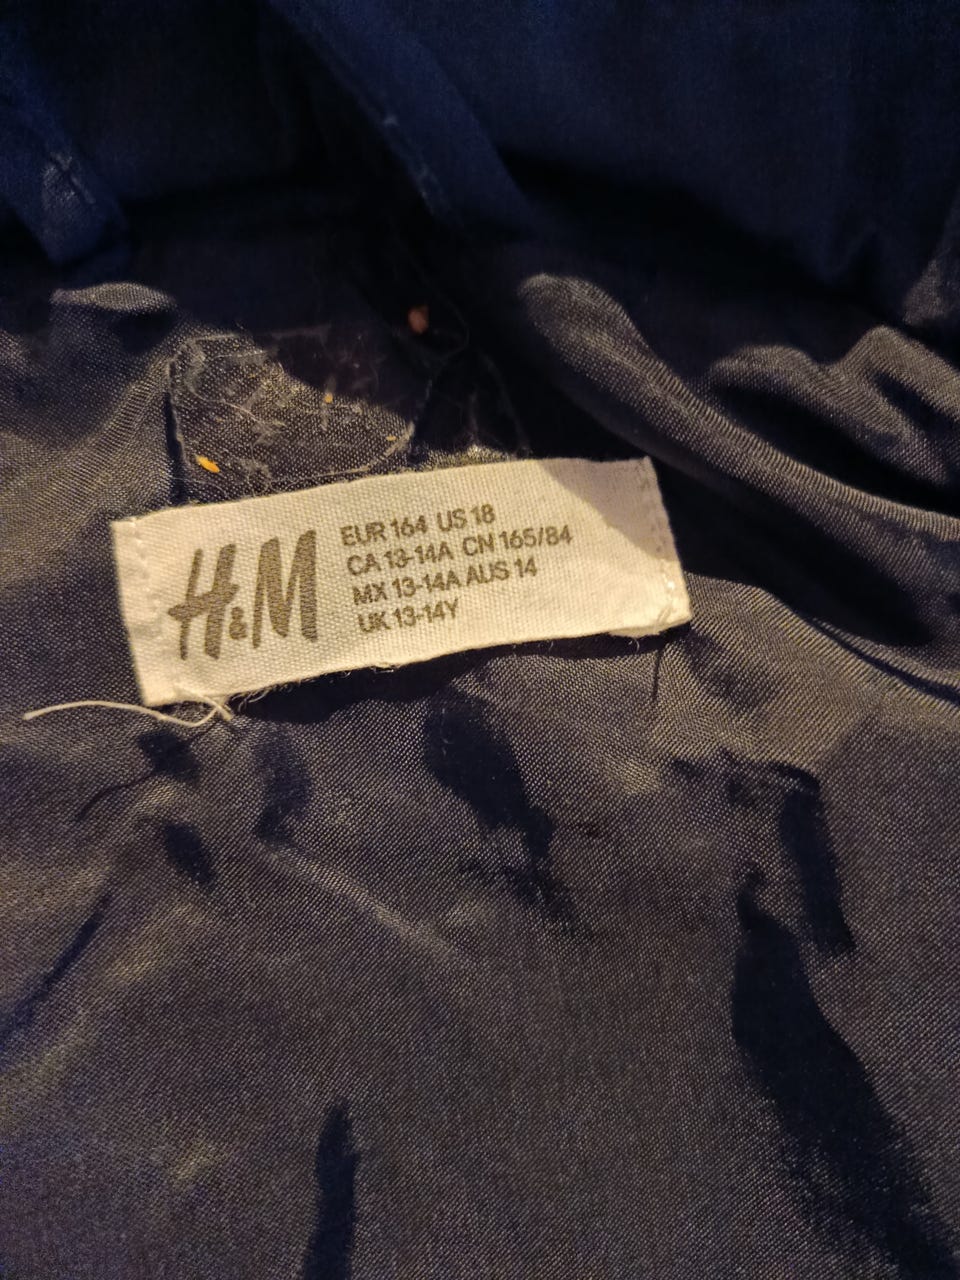 H&M
EUR 164 US 18
CA 13-14A CN 165/84
MX 13-14A AUS 14
UK 13-14Y